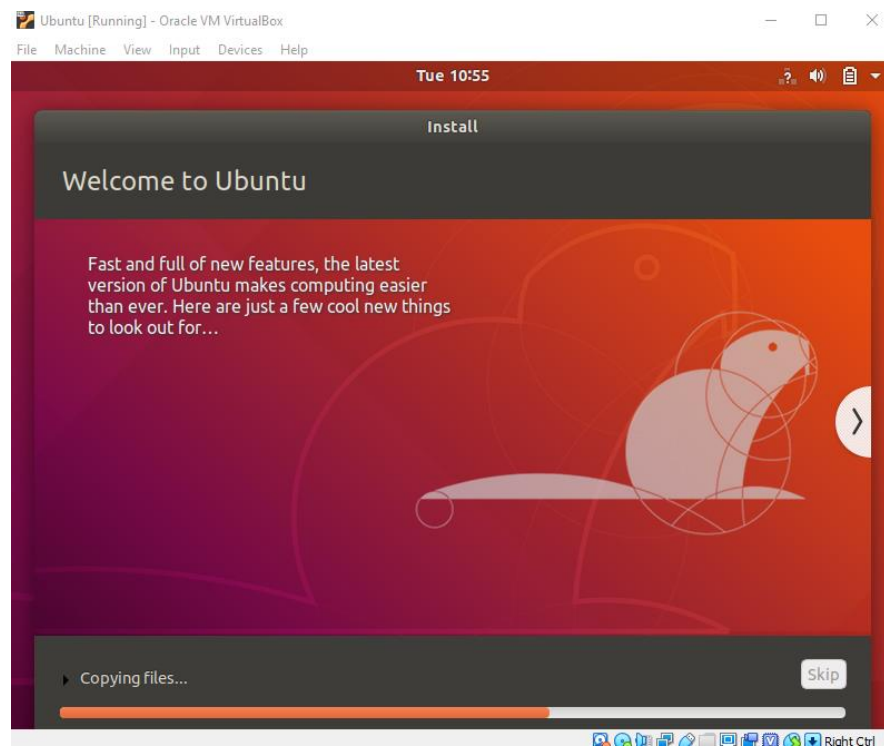 Ubuntu [Running] - Oracle VM VirtualBox
File Machine View Input Devices Help
Tue 10:55
Install
Welcome to Ubuntu
Fast and full of new features, the latest
version of Ubuntu makes computing easier
than ever. Here are just a few cool new things
to look out for…
Copying files...
Skip
Right Ctrl